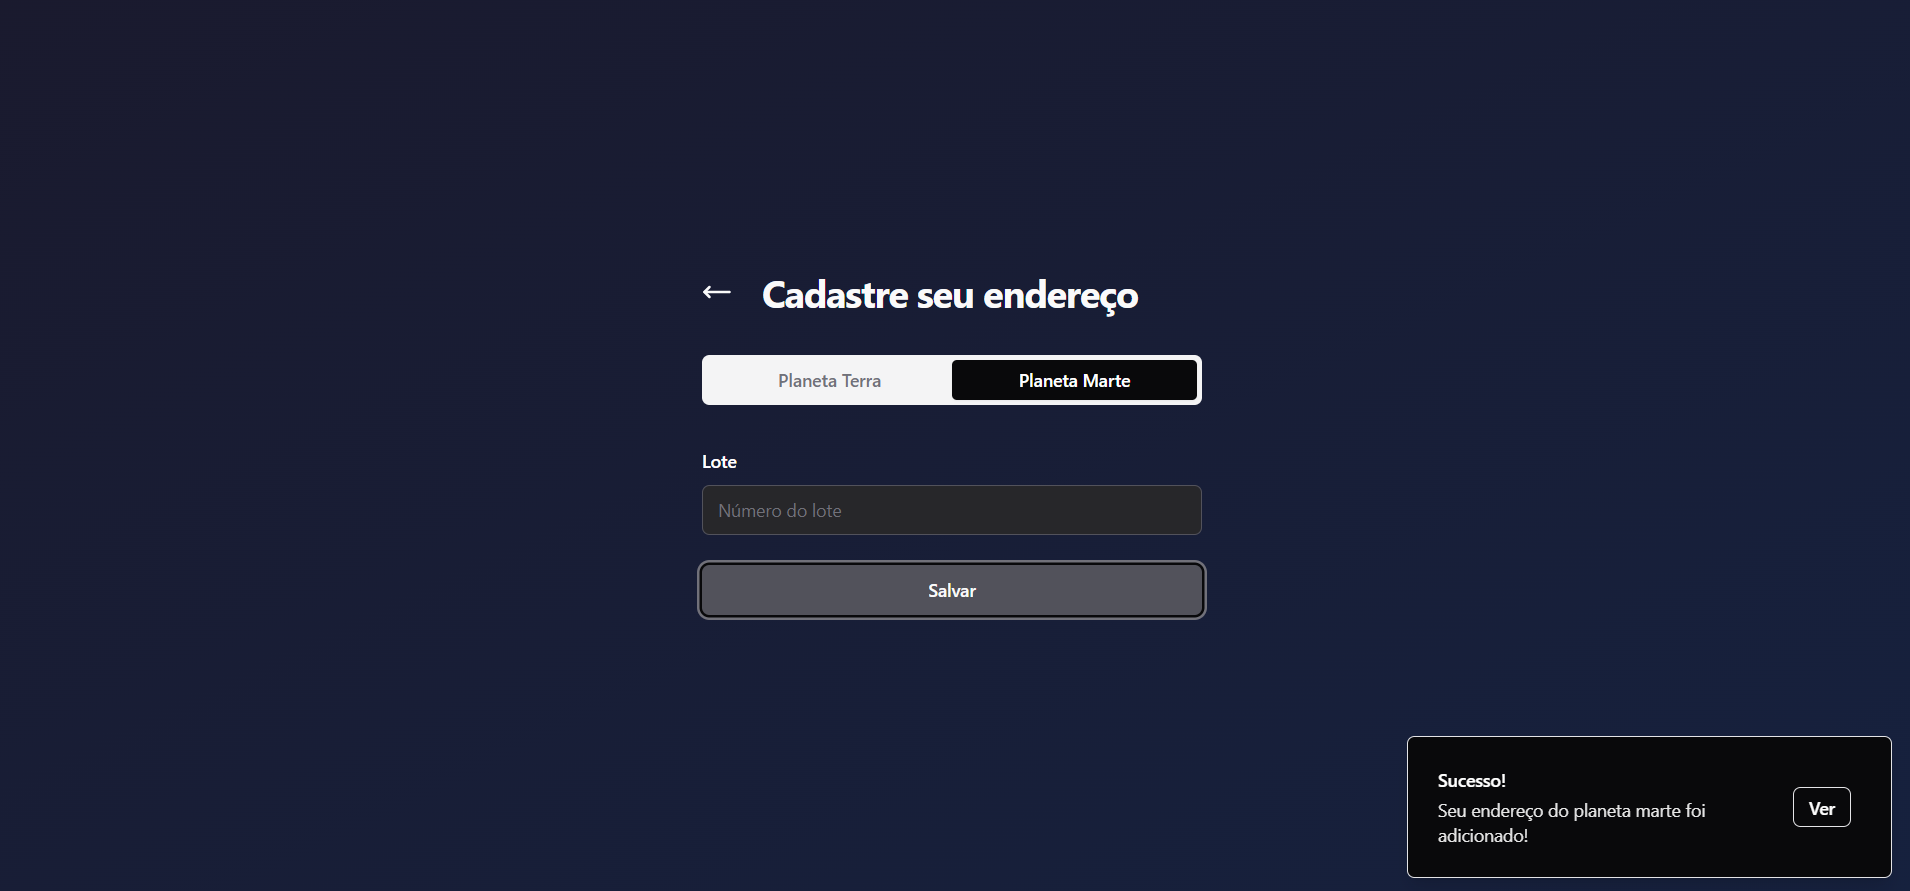 Cadastre seu endereço
Planeta Terra
Planeta Marte
Lote
Número do lote
Salvar
Sucesso!
Seu endereço do planeta marte foi
adicionado!
Ver